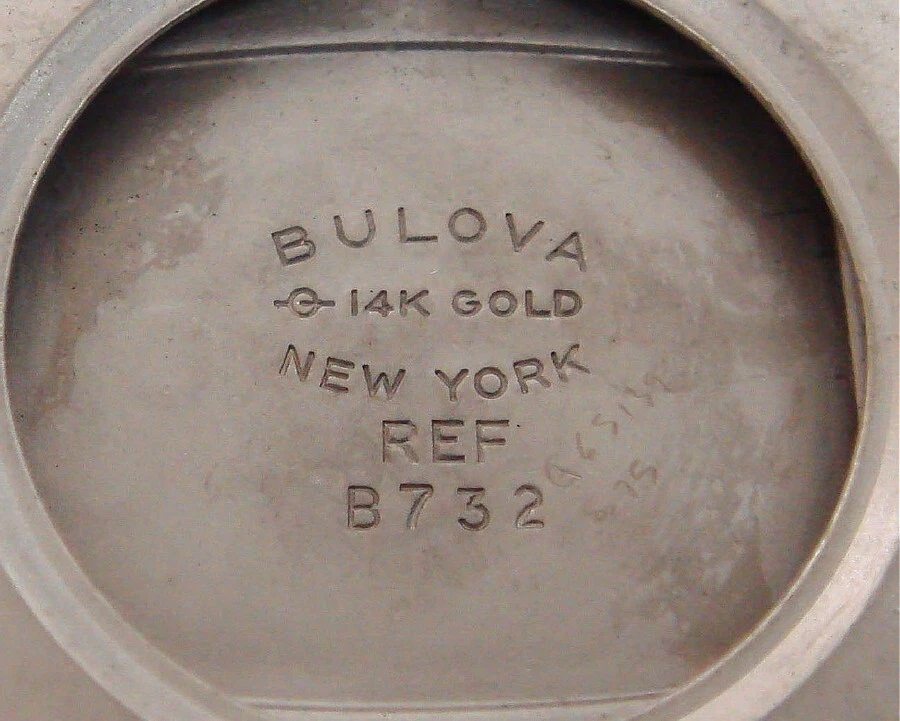 BULOVA
14K GOLD
NEW YORK
REF
B732